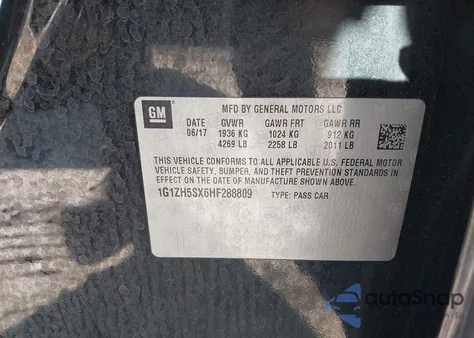 GM
MFD BY GENERAL MOTORS LLC
DATE GVWR GAWR FRT GAWR RR
06/17 1936 KG 1024 KG 912 KG
4269 LB 2258 LB 2011 LB
THIS VEHICLE CONFORMS TO ALL APPLICABLE U.S. FEDERAL MOTOR
VEHICLE SAFETY, BUMPER, AND THEFT PREVENTION STANDARDS IN
EFFECT ON THE DATE OF MANUFACTURE SHOWN ABOVE.
1G1ZH5SX6HF288809 TYPE: PASS CAR
autoSnap